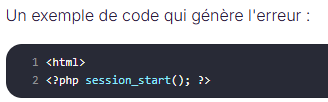 Un exemple de code qui génère l'erreur :
1 <html>
2 <?php session_start(); ?>